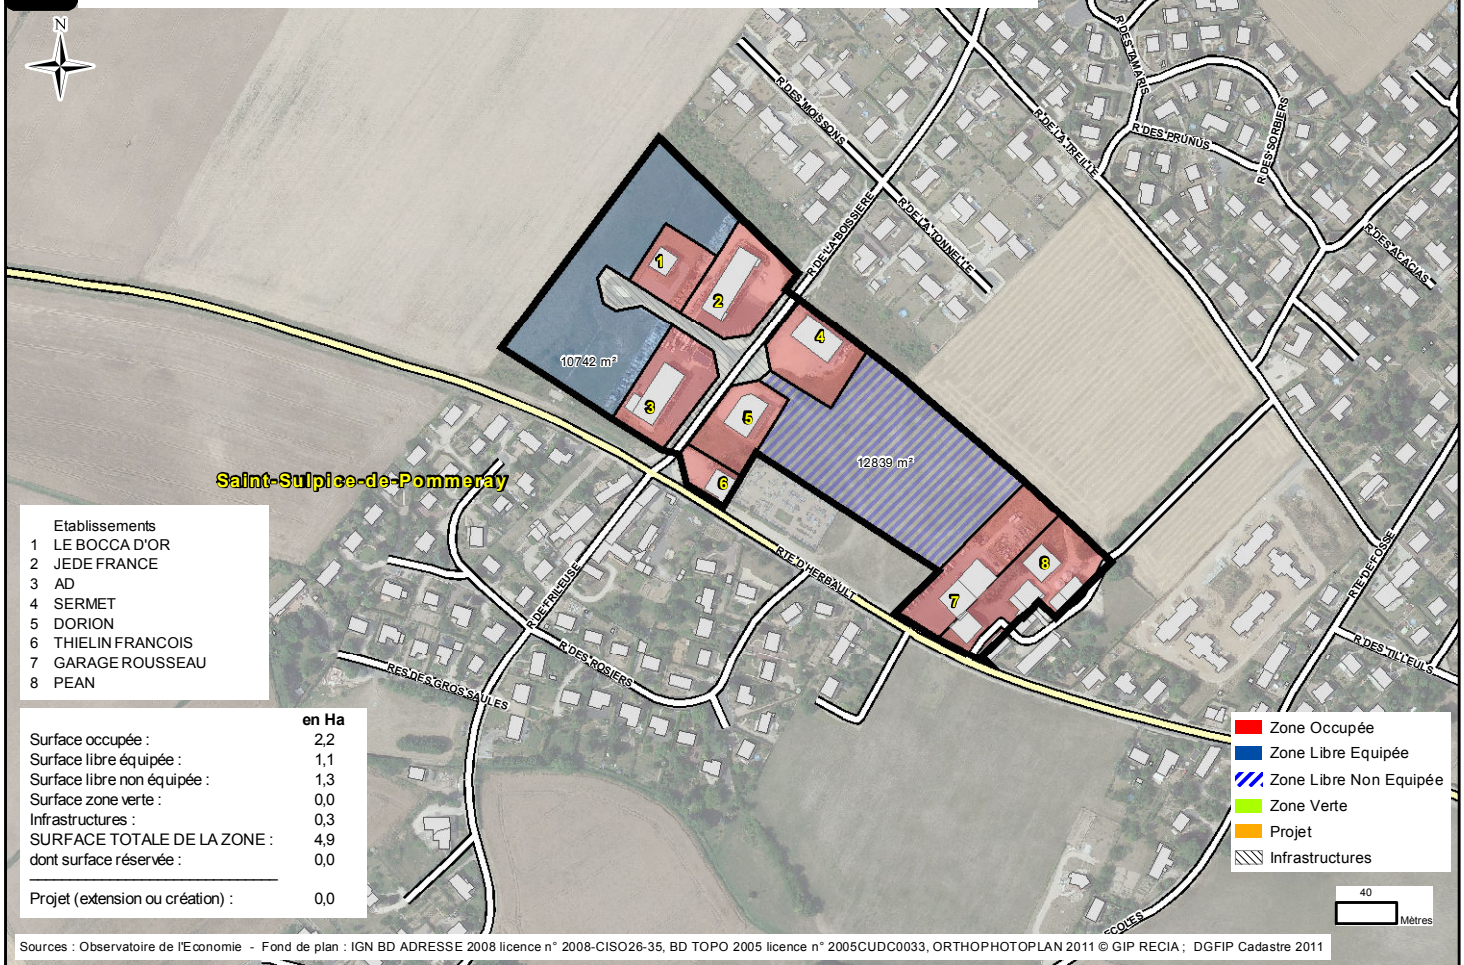 N
R DES TAMARIS
R DES MOISSONS
R DE LA TREILLE
R DES PRUNUS
R DES SORBIERS
R DE LA BOISSIERE
R DE LA TONNELLE
R DES ACACIAS
1
2
3
4
5
6
7
8
10742 m²
12839 m²
Saint-Sulpice-de-Pommeray
RTE D'HERBAULT
R DE FRILEUSE
R DES ROSIERS
RES DES GROS SAULES
RTE DE FOSSE
R DES TILLEULS
ECOLES
Etablissements
1 LE BOCCA D'OR
2 JEDE FRANCE
3 AD
4 SERMET
5 DORION
6 THIELIN FRANCOIS
7 GARAGE ROUSSEAU
8 PEAN
en Ha
Surface occupée : 2,2
Surface libre équipée : 1,1
Surface libre non équipée : 1,3
Surface zone verte : 0,0
Infrastructures : 0,3
SURFACE TOTALE DE LA ZONE : 4,9
dont surface réservée : 0,0
Projet (extension ou création) : 0,0
Zone Occupée
Zone Libre Equipée
Zone Libre Non Equipée
Zone Verte
Projet
Infrastructures
40
Mètres
Sources : Observatoire de l'Economie - Fond de plan : IGN BD ADRESSE 2008 licence n° 2008-CISO26-35, BD TOPO 2005 licence n° 2005CUDC0033, ORTHOPHOTOPLAN 2011 © GIP RECIA ; DGFIP Cadastre 2011